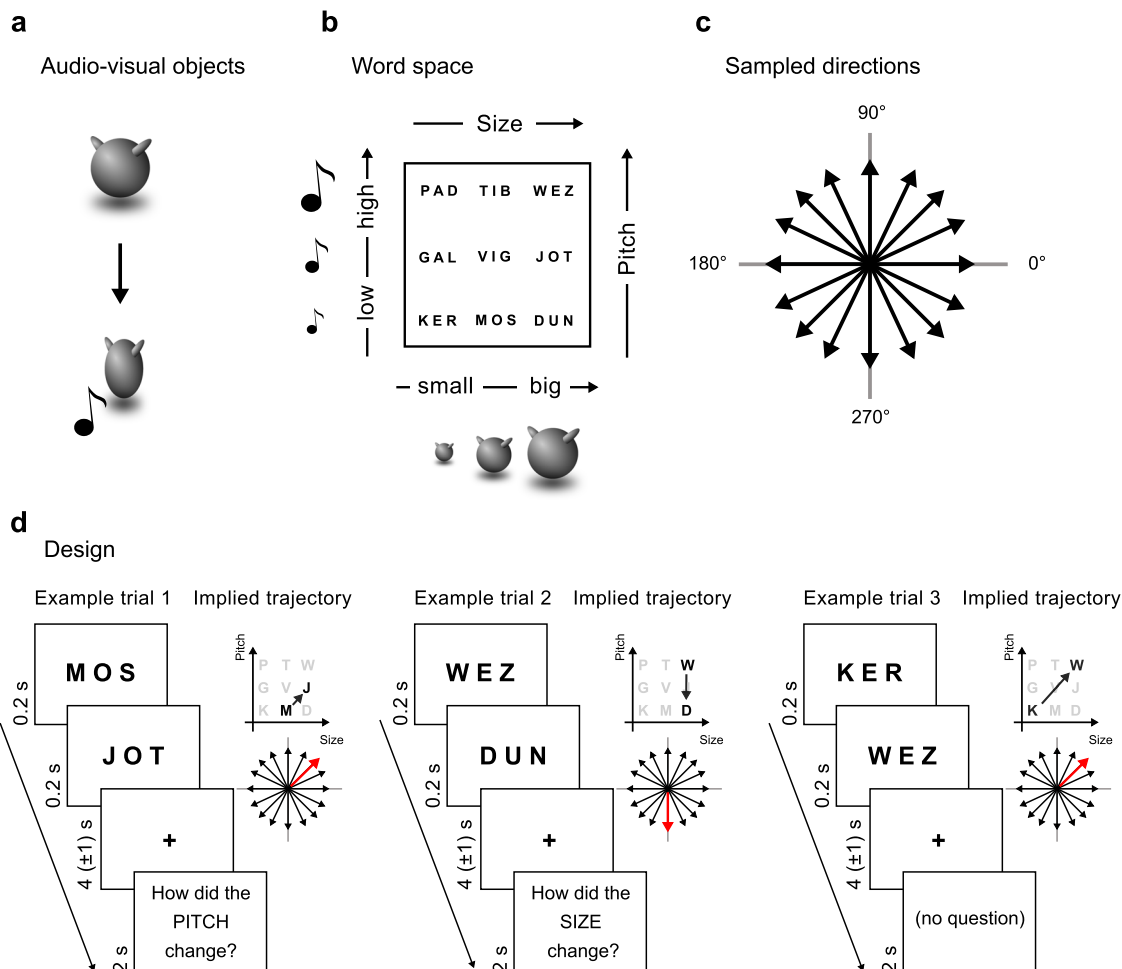 a
Audio-visual objects
b
Word space
Size
high
low
PAD TIB WEZ
GAL VIG JOT
KER MOS DUN
Pitch
small big
c
Sampled directions
90°
180°
0°
270°
d
Design
Example trial 1
Implied trajectory
MOS
0.2 s
JOT
0.2 s
+
4 (±1) s
How did the
PITCH
change?
2 s
Pitch
P T W
G V J
K M D
Size
Example trial 2
Implied trajectory
WEZ
0.2 s
DUN
0.2 s
+
4 (±1) s
How did the
SIZE
change?
2 s
Pitch
P T W
G V
K M D
Size
Example trial 3
Implied trajectory
KER
0.2 s
WEZ
0.2 s
+
4 (±1) s
(no question)
2 s
Pitch
P T W
G V J
K M D
Size